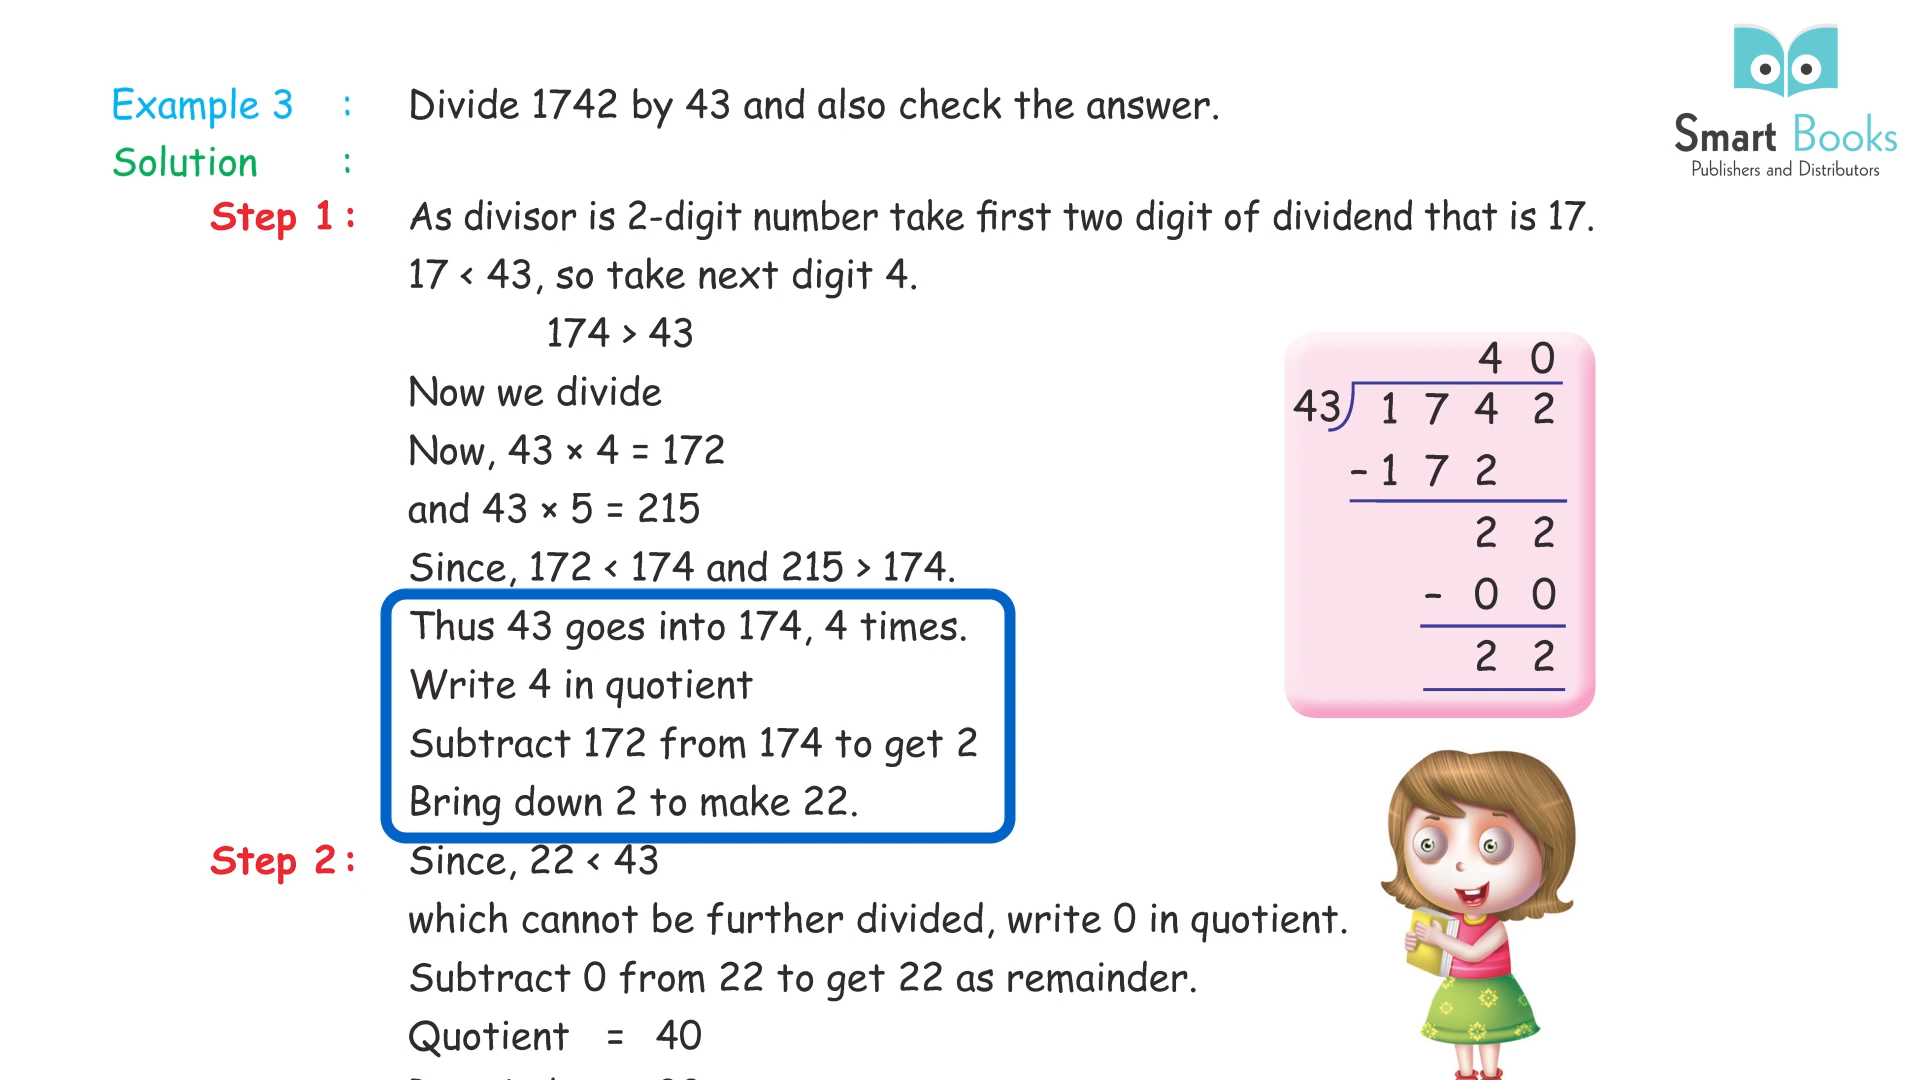 Smart Books
Publishers and Distributors
Example 3 : Divide 1742 by 43 and also check the answer.
Solution :
Step 1 : As divisor is 2-digit number take first two digit of dividend that is 17.
17 < 43, so take next digit 4.
174 > 43
Now we divide
Now, 43 × 4 = 172
and 43 × 5 = 215
Since, 172 < 174 and 215 > 174.
Thus 43 goes into 174, 4 times.
Write 4 in quotient
Subtract 172 from 174 to get 2
Bring down 2 to make 22.
Step 2 : Since, 22 < 43
which cannot be further divided, write 0 in quotient.
Subtract 0 from 22 to get 22 as remainder.
Quotient = 40
4 0
43 1 7 4 2
- 1 7 2
2 2
- 0 0
2 2